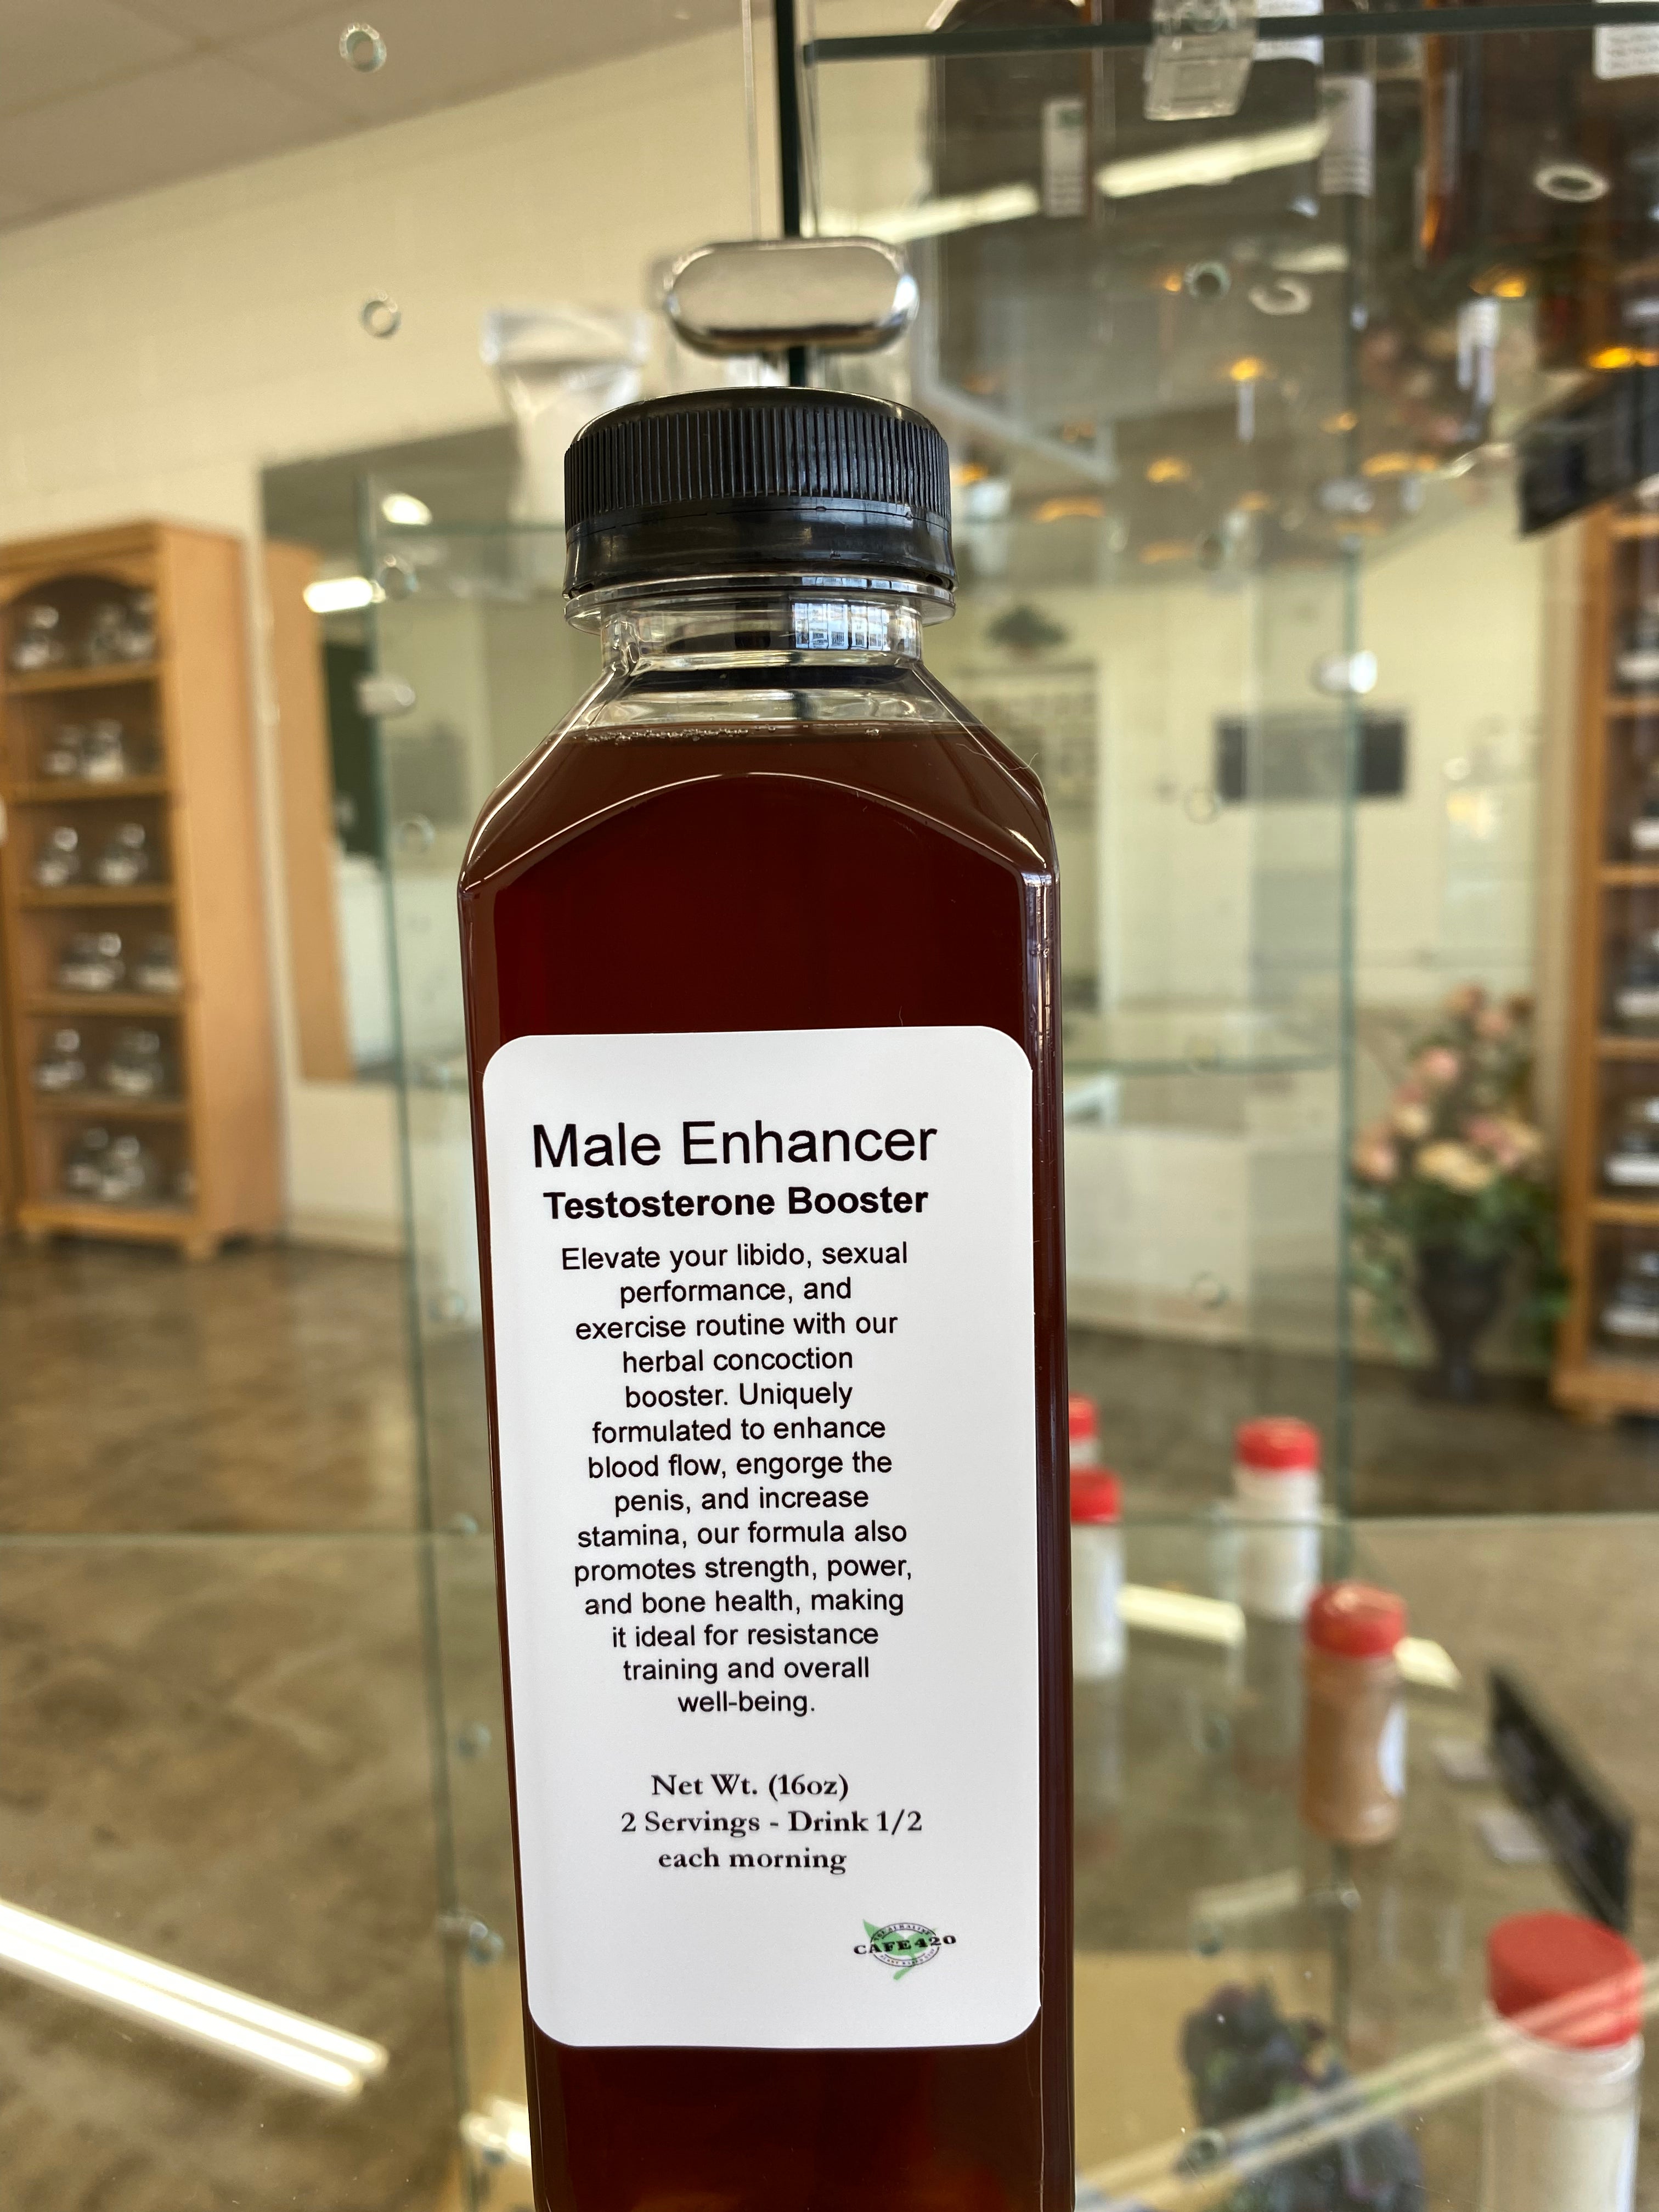 Male Enhancer
Testosterone Booster
Elevate your libido, sexual
performance, and
exercise routine with our
herbal concoction
booster. Uniquely
formulated to enhance
blood flow, engorge the
penis, and increase
stamina, our formula also
promotes strength, power,
and bone health, making
it ideal for resistance
training and overall
well-being.
Net Wt. (16oz)
2 Servings - Drink 1/2
each morning
CAFE 420